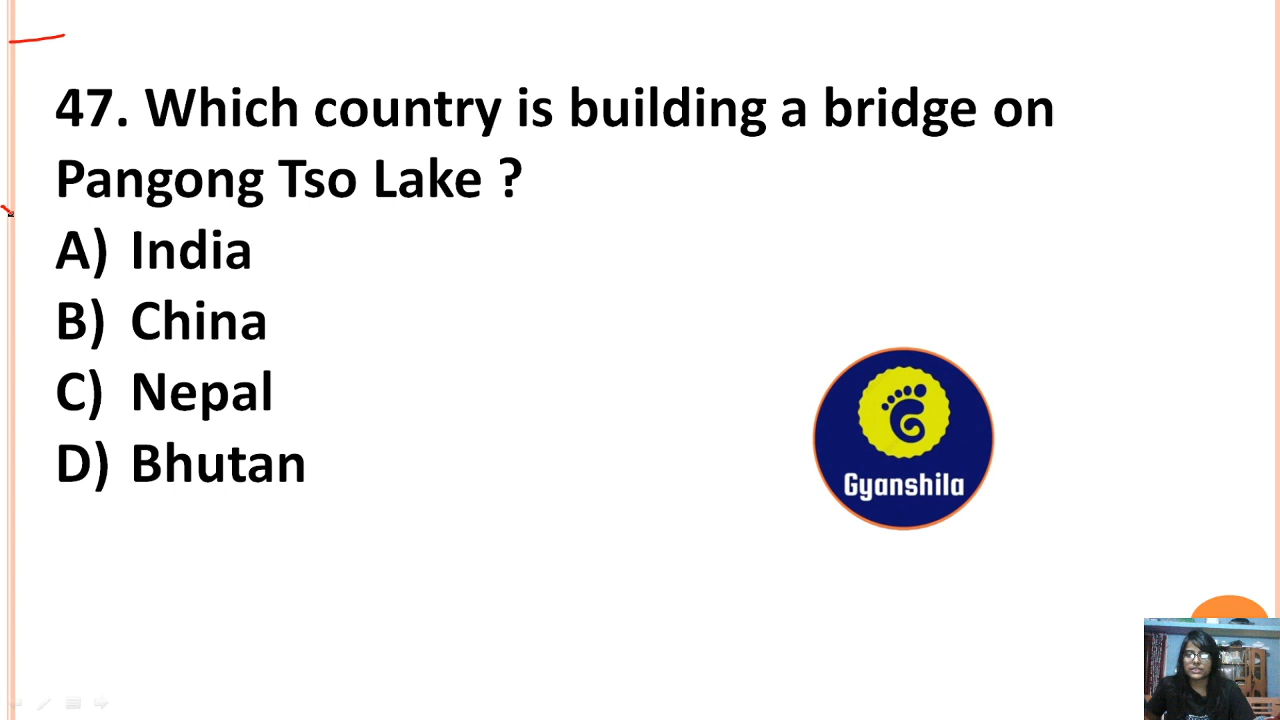 47. Which country is building a bridge on
Pangong Tso Lake ?
A) India
B) China
C) Nepal
D) Bhutan
Gyanshila